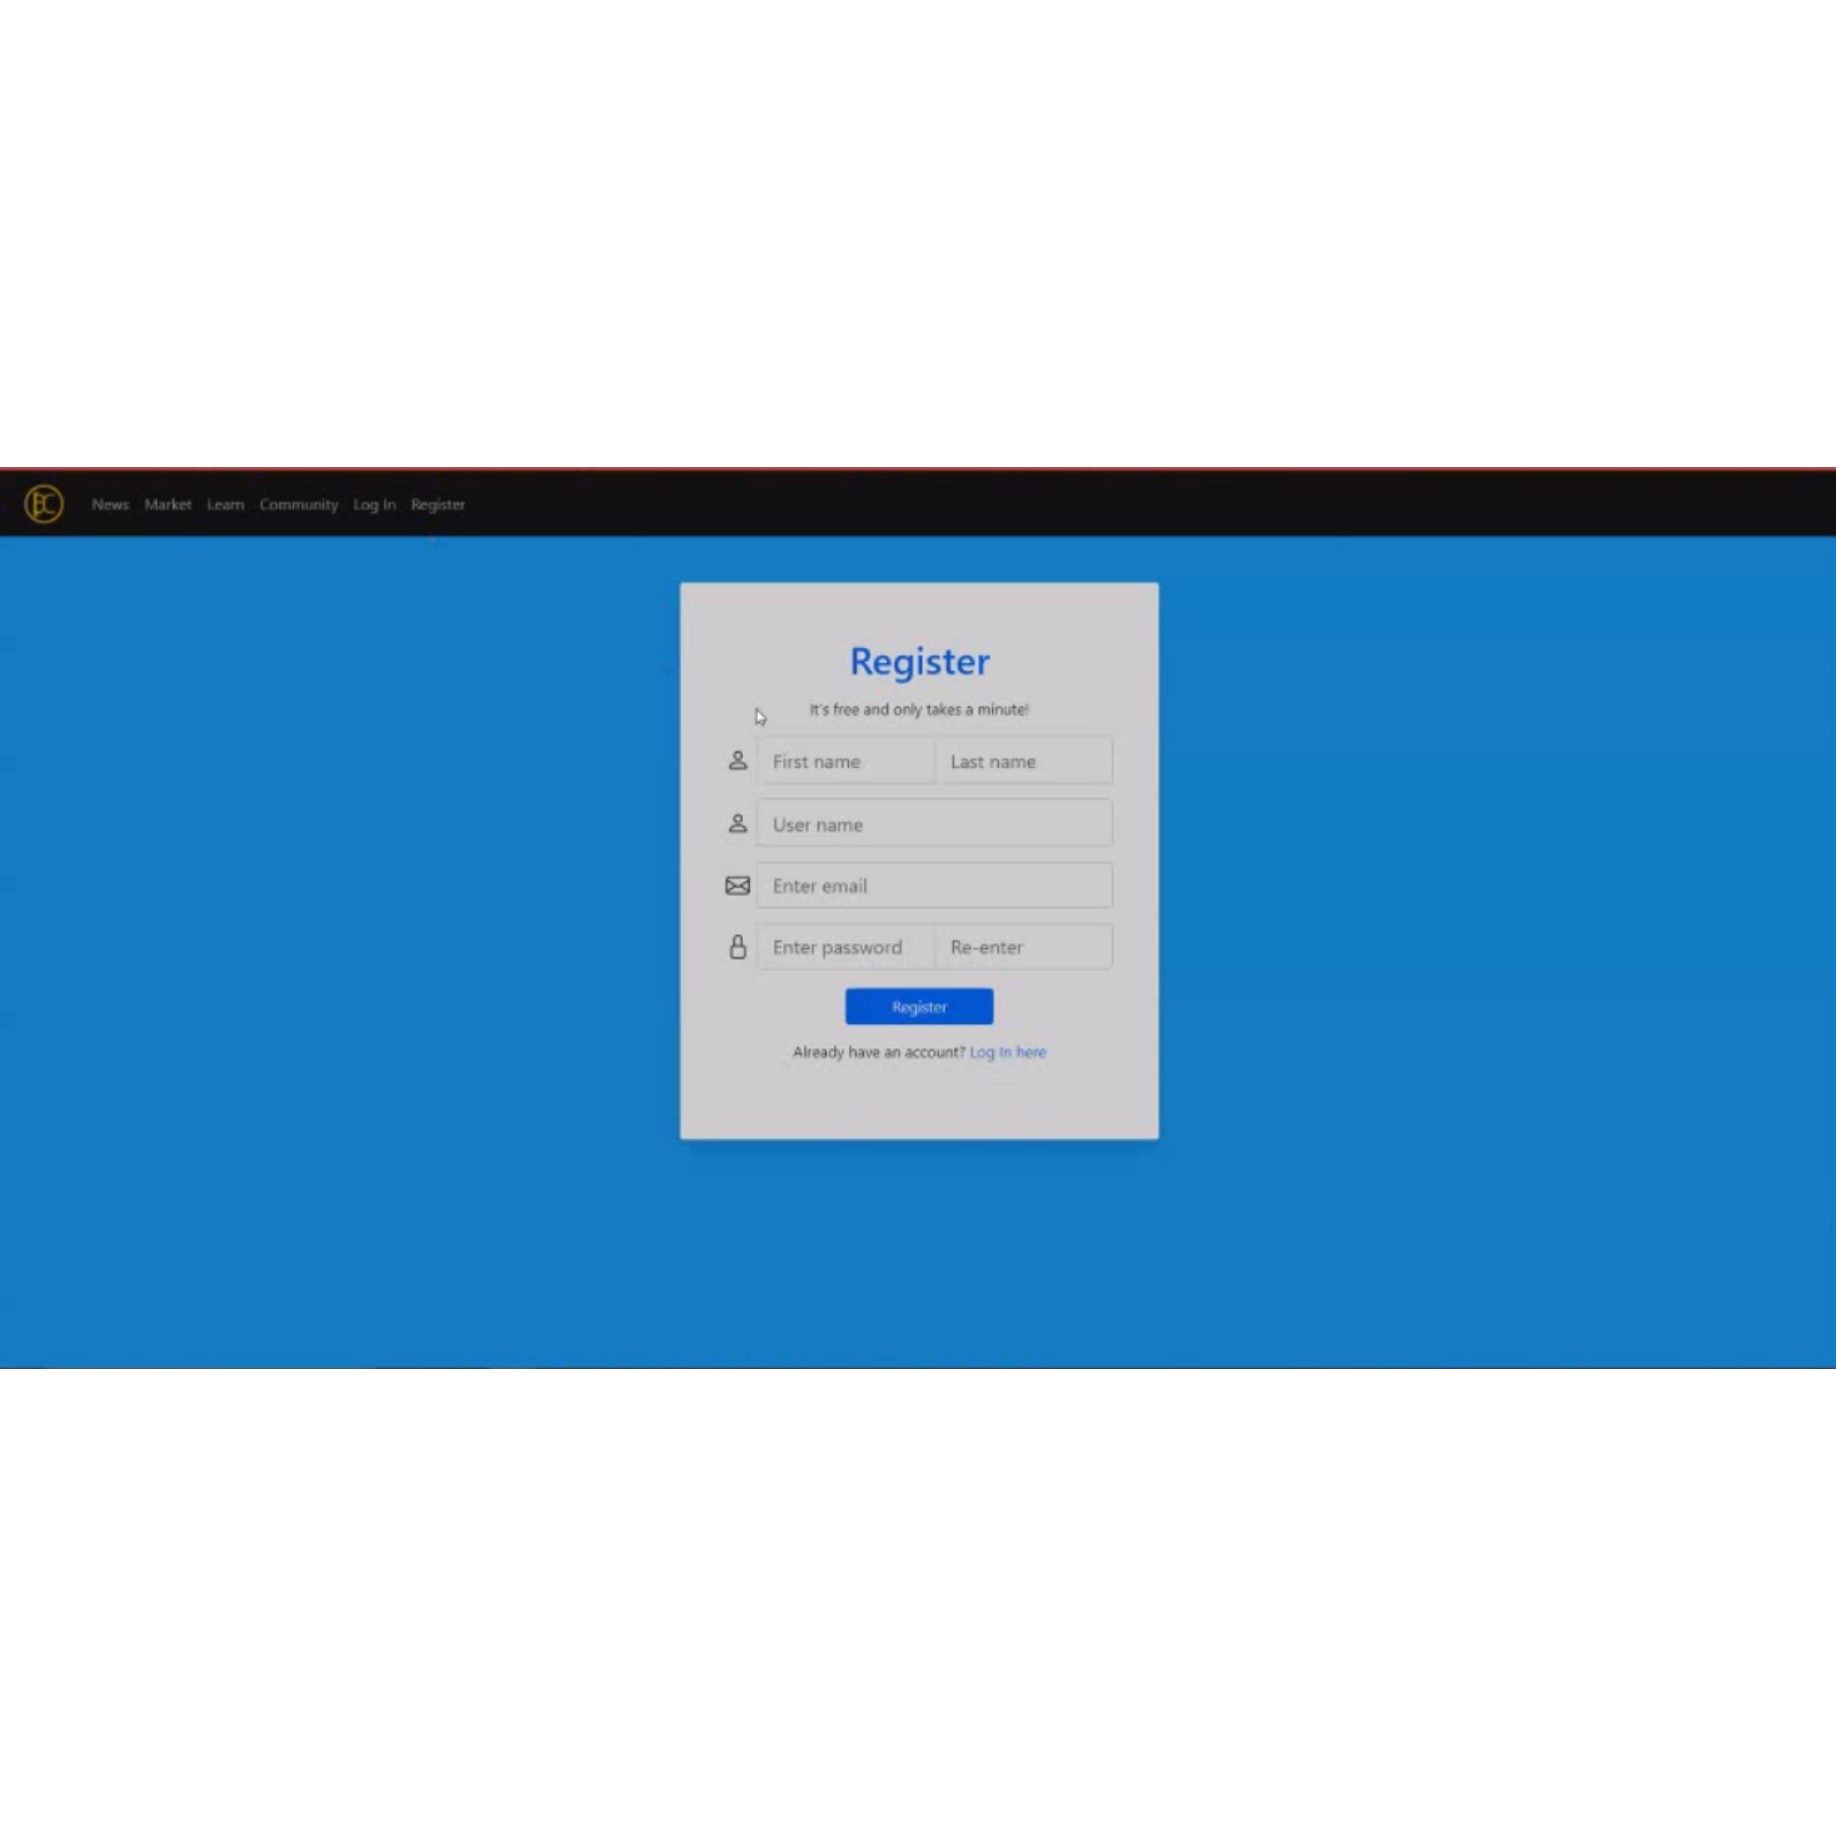 News Market Learn Community Log In Register
Register
It's free and only takes a minute!
First name Last name
User name
Enter email
Enter password Re-enter
Register
Already have an account? Log In here